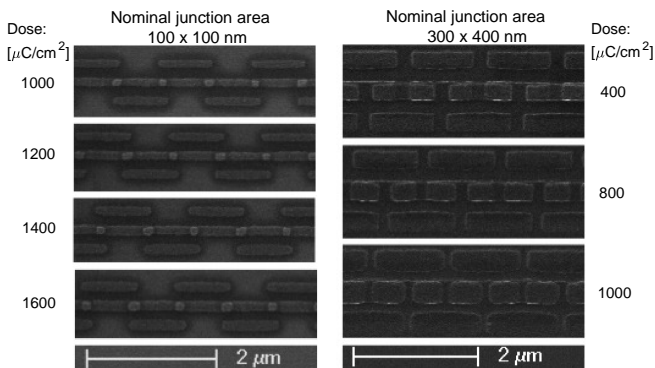 Nominal junction area
100 x 100 nm
Nominal junction area
300 x 400 nm
Dose:
[μC/cm²]
1000
1200
1400
1600
Dose:
[μC/cm²]
400
800
1000
2 μm
2 μm